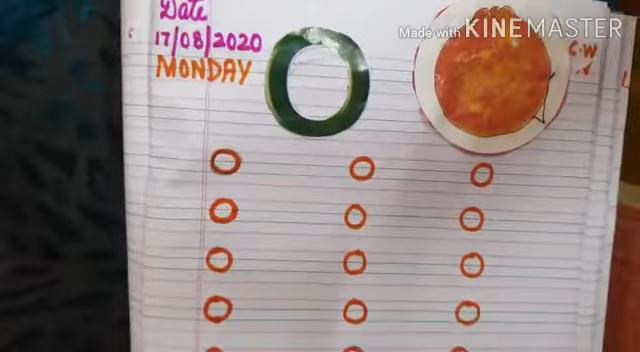 Made with KINEMASTER
Date
17/08/2020
MONDAY
C.W
O
O O O
O O O
O O O
O O O